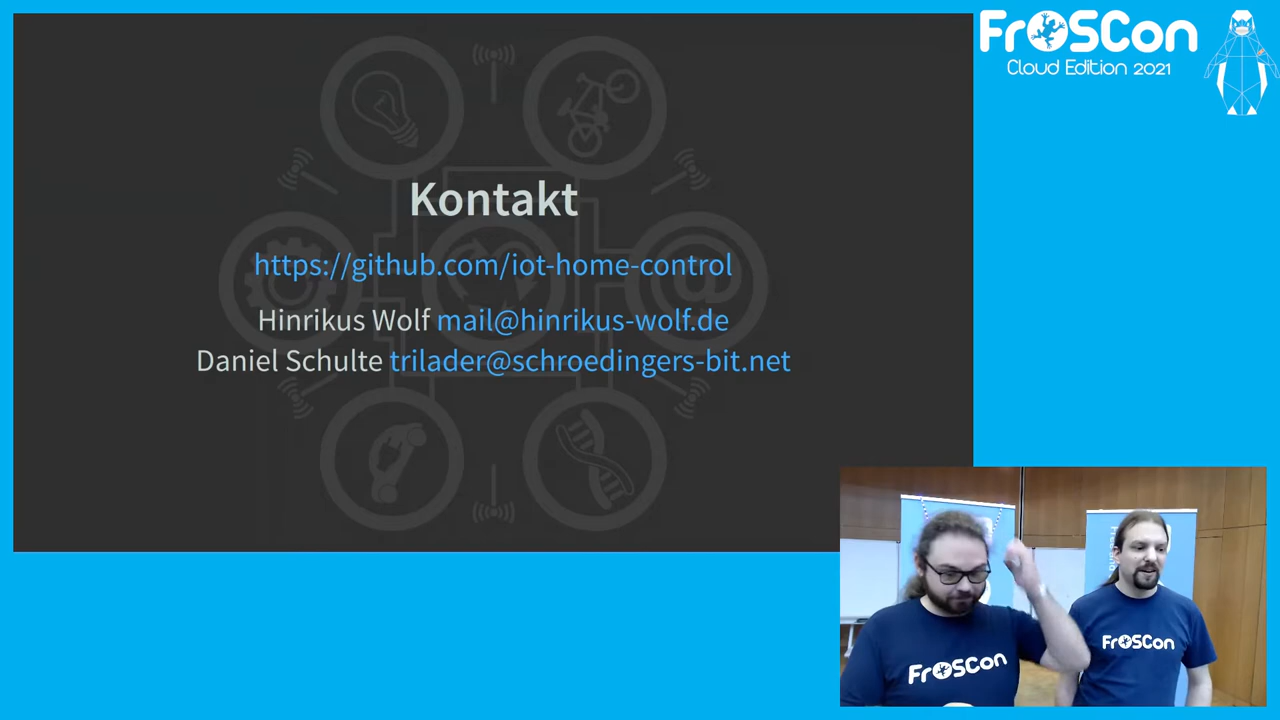 FrOSCon
Cloud Edition 2021
Kontakt
https://github.com/iot-home-control
Hinrikus Wolf mail@hinrikus-wolf.de
Daniel Schulte trilader@schroedingers-bit.net
FrOSCon
FrOSCon